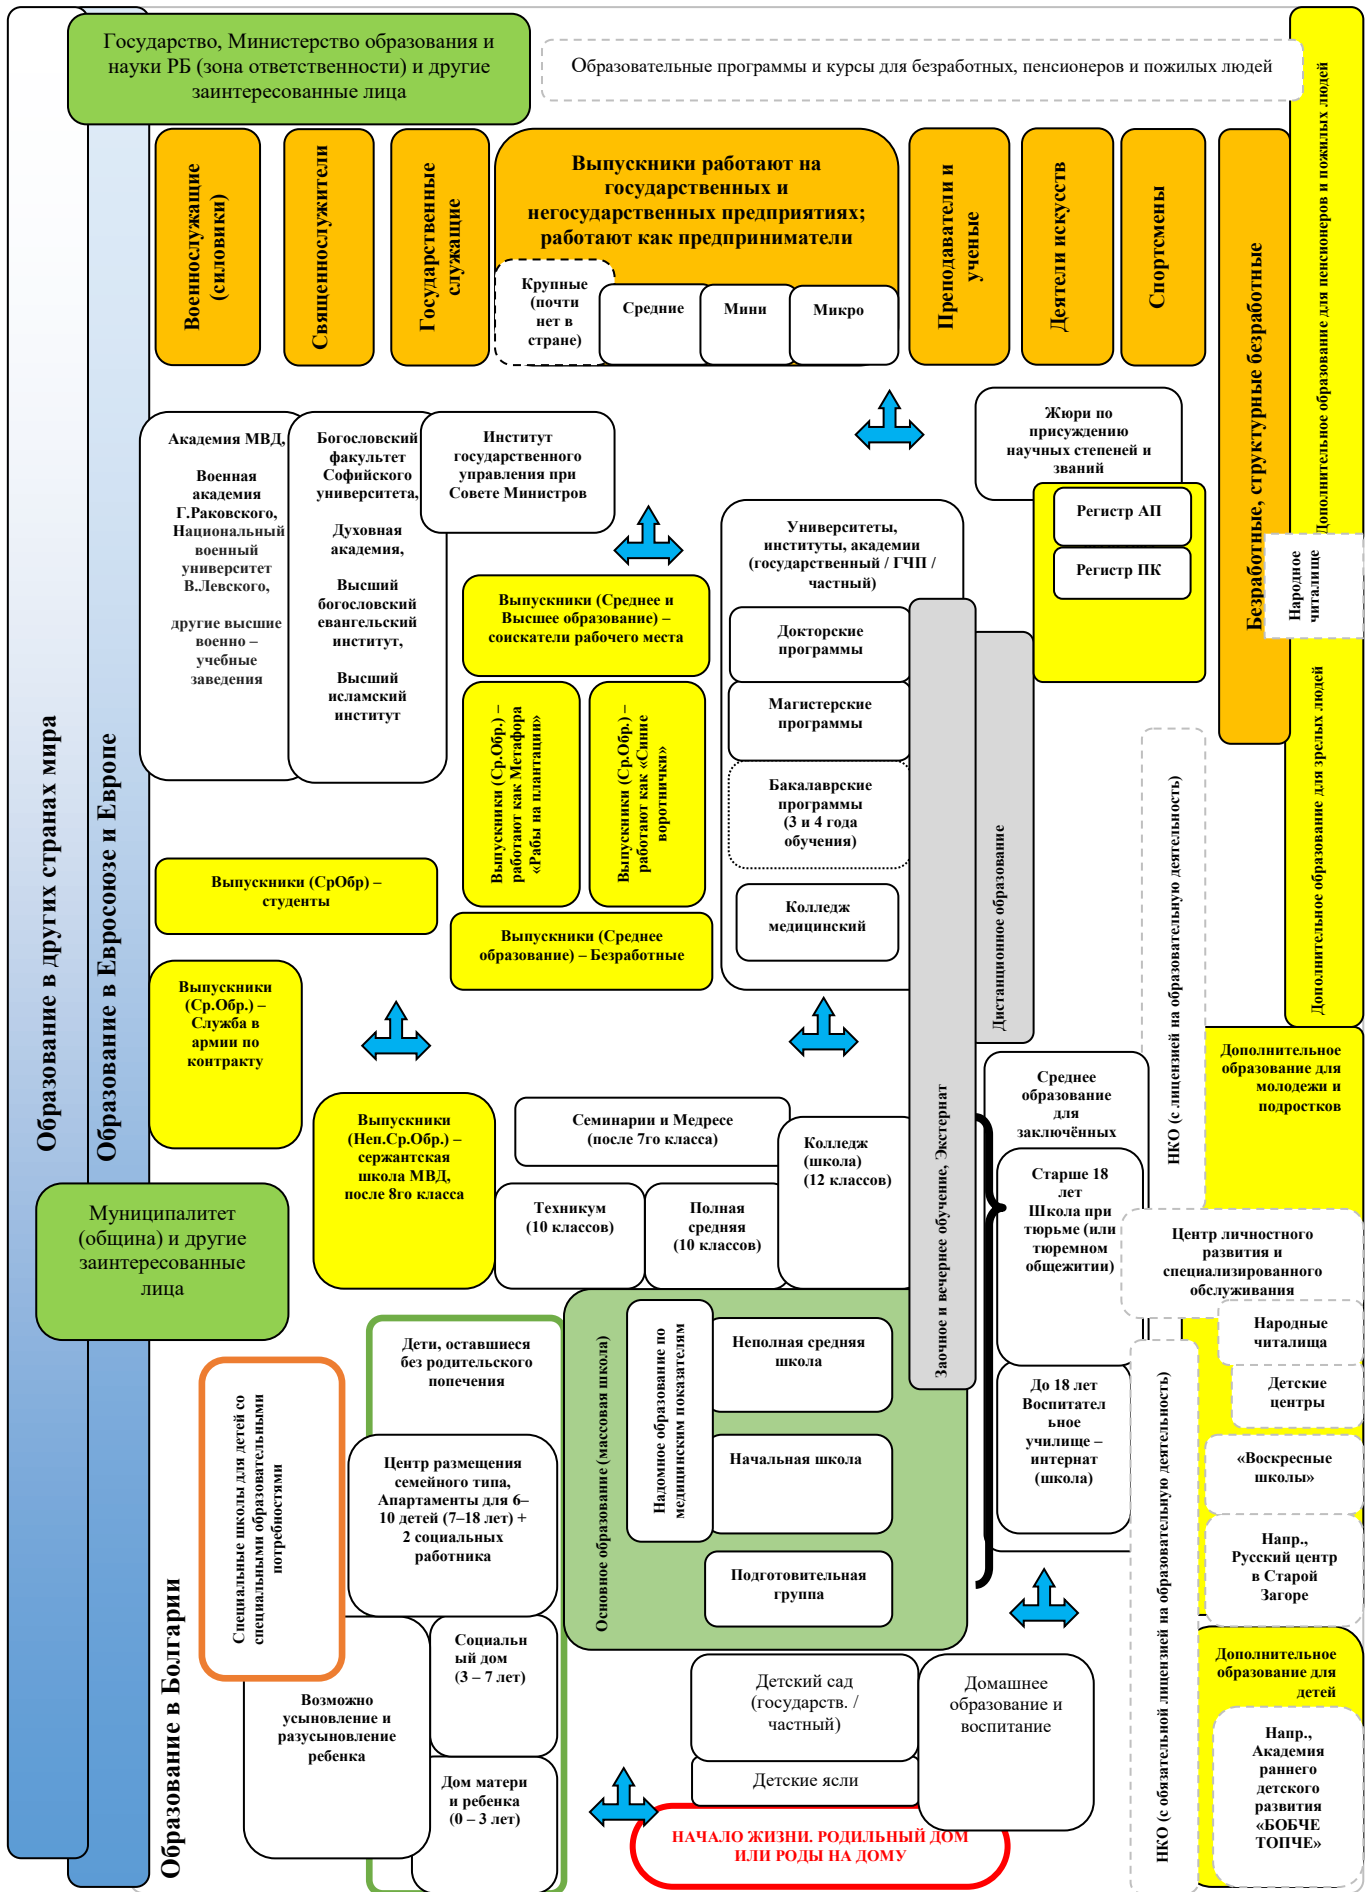 Государство, Министерство образования и
науки РБ (зона ответственности) и другие
заинтересованные лица
Образовательные программы и курсы для безработных, пенсионеров и пожилых людей
Образование в других странах мира
Образование в Евросоюзе и Европе
Образование в Болгарии
Военнослужащие
(силовики)
Священнослужители
Государственные
служащие
Выпускники работают на
государственных и
негосударственных предприятиях;
работают как предприниматели
Крупные
(почти
нет в
стране)
Средние
Мини
Микро
Преподаватели и
ученые
Деятели искусств
Спортсмены
Безработные, структурные безработные
Дополнительное образование для пенсионеров и пожилых людей
Народное
читалище
Дополнительное образование для зрелых людей
Академия МВД,
Военная
академия
Г.Раковского,
Национальный
военный
университет
В.Левского,
другие высшие
военно –
учебные
заведения
Богословский
факультет
Софийского
университета,
Духовная
академия,
Высший
богословский
евангельский
институт,
Высший
исламский
институт
Институт
государственного
управления при
Совете Министров
Жюри по
присуждению
научных степеней и
званий
Регистр АП
Регистр ПК
Университеты,
институты, академии
(государственный / ГЧП /
частный)
Докторские
программы
Магистерские
программы
Бакалаврские
программы
(3 и 4 года
обучения)
Колледж
медицинский
Выпускники (Среднее и
Высшее образование) –
соискатели рабочего места
Выпускники (Ср.Обр.) –
работают как Метафора
«Рабы на плантации»
Выпускники (Ср.Обр.) –
работают как «Синие
воротнички»
Выпускники (Среднее
образование) – Безработные
Выпускники (СрОбр) –
студенты
Выпускники
(Ср.Обр.) –
Служба в
армии по
контракту
Заочное и вечернее обучение, Экстернат
Дистанционное образование
НКО (с лицензией на образовательную деятельность)
Дополнительное
образование для
молодежи и
подростков
Выпускники
(Неп.Ср.Обр.) –
сержантская
школа МВД,
после 8го класса
Семинарии и Медресе
(после 7го класса)
Техникум
(10 классов)
Полная
средняя
(10 классов)
Колледж
(школа)
(12 классов)
Среднее
образование
для
заключённых
Старше 18
лет
Школа при
тюрьме (или
тюремном
общежитии)
До 18 лет
Воспитател
ьное
училище –
интернат
(школа)
Муниципалитет
(община) и другие
заинтересованные
лица
Центр личностного
развития и
специализированного
обслуживания
Народные
читалища
Детские
центры
«Воскресные
школы»
Напр.,
Русский центр
в Старой
Загоре
НКО (с обязательной лицензией на образовательную деятельность)
Дополнительное
образование для
детей
Напр.,
Академия
раннего
детского
развития
«БОБЧЕ
ТОПЧЕ»
Специальные школы для детей со
специальными образовательными
потребностями
Дети, оставшиеся
без родительского
попечения
Центр размещения
семейного типа,
Апартаменты для 6–
10 детей (7–18 лет) +
2 социальных
работника
Социальн
ый дом
(3 – 7 лет)
Дом матери
и ребенка
(0 – 3 лет)
Возможно
усыновление и
разусыновление
ребенка
Основное образование (массовая школа)
Надомное образование по
медицинским показателям
Неполная средняя
школа
Начальная школа
Подготовительная
группа
Детский сад
(государств. /
частный)
Детские ясли
Домашнее
образование и
воспитание
НАЧАЛО ЖИЗНИ. РОДИЛЬНЫЙ ДОМ
ИЛИ РОДЫ НА ДОМУ